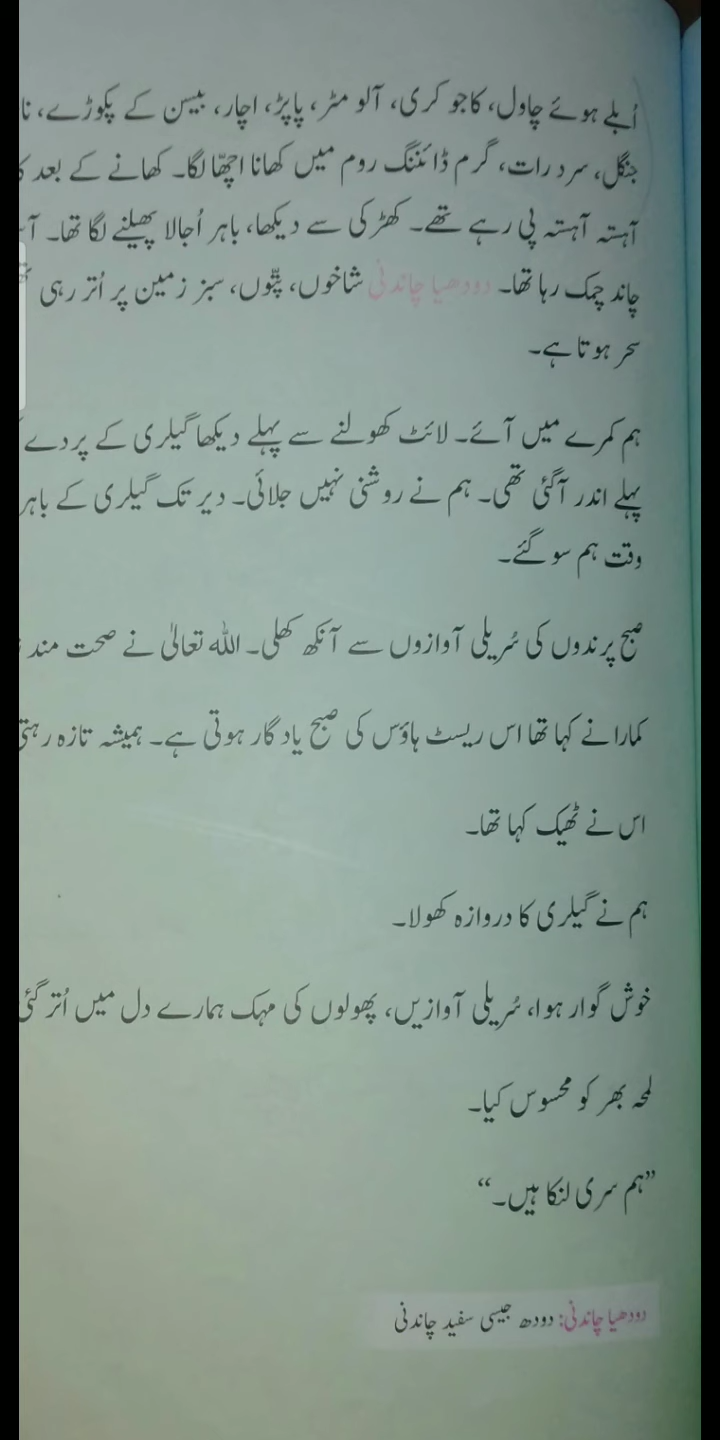 اُبلے ہوئے چاول، کاجو کری، آلو مٹر، پاپڑ، اچار، بیسن کے پکوڑے،
جنگل، سرد رات، گرم ڈائننگ روم میں کھانا اچھّا لگا۔ کھانے کے بعد
آہستہ آہستہ پی رہے تھے۔ کھڑکی سے دیکھا، باہر اُجالا پھیلنے لگا تھا۔
چاند چمک رہا تھا۔ دودھیا چاندنی شاخوں، پتّوں، سبز زمین پر اُتر رہی
سحر ہوتا ہے۔
ہم کمرے میں آئے۔ لائٹ کھولنے سے پہلے دیکھا گیلری کے پردے
پہلے اندر آگئی تھی۔ ہم نے روشنی نہیں جلائی۔ دیر تک گیلری کے باہر
وقت ہم سو گئے۔
صبح پرندوں کی سُریلی آوازوں سے آنکھ کھلی۔ اللہ تعالیٰ نے صحت مند
کمارا نے کہا تھا اس ریسٹ ہاؤس کی صبح یادگار ہوتی ہے۔ ہمیشہ تازہ رہتی
اس نے ٹھیک کہا تھا۔
ہم نے گیلری کا دروازہ کھولا۔
خوش گوار ہوا، سُریلی آوازیں، پھولوں کی مہک ہمارے دل میں اُتر گئی
لمحہ بھر کو محسوس کیا۔
”ہم سری لنکا ہیں۔“
دودھیا چاندنی: دودھ جیسی سفید چاندنی